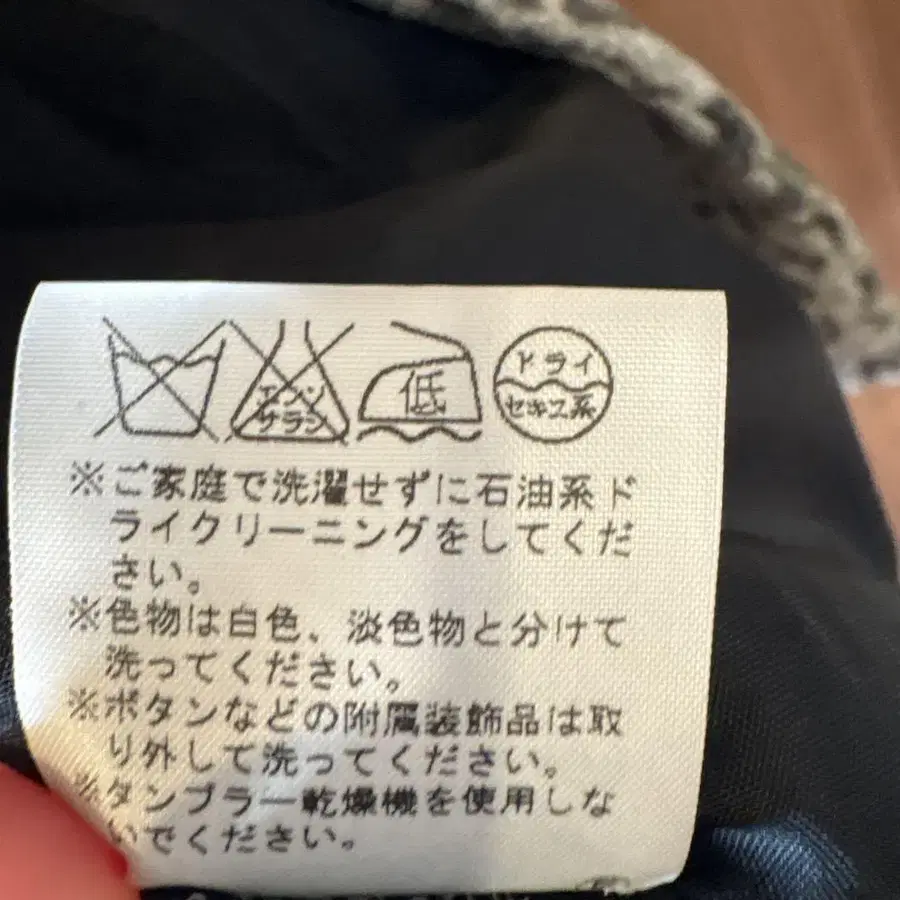 エンソ
サラシ
低
ドライ
セキユ系
※ご家庭で洗濯せずに石油系ド
ライクリーニングをしてくだ
さい。
※色物は白色、淡色物と分けて
洗ってください。
※ボタンなどの附属装飾品は取
り外して洗ってください。
※タンブラー乾燥機を使用しな
いでください。